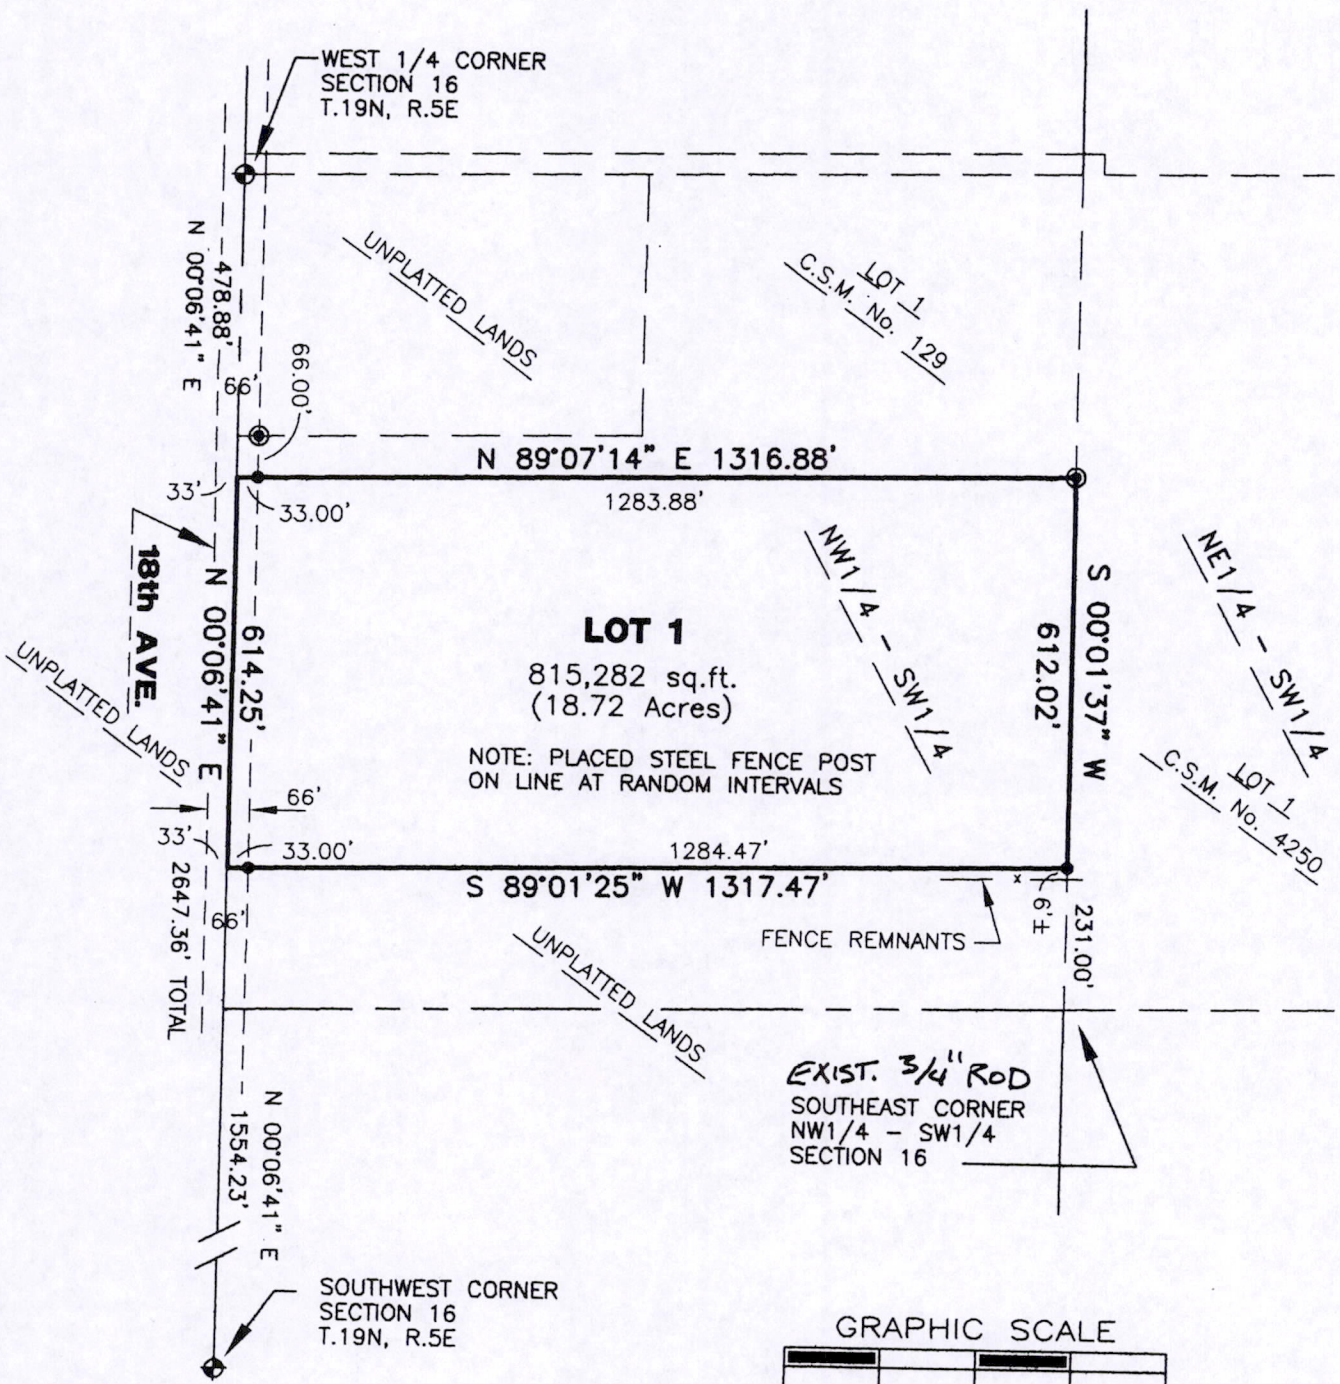 WEST 1/4 CORNER
SECTION 16
T.19N, R.5E
N 00°06'41" E
478.88'
66'
66.00'
UNPLATTED LANDS
LOT 1
C.S.M. No. 129
N 89°07'14" E 1316.88'
1283.88'
33'
33.00'
18th AVE.
N 00°06'41" E
614.25'
UNPLATTED LANDS
LOT 1
815,282 sq.ft.
(18.72 Acres)
NOTE: PLACED STEEL FENCE POST
ON LINE AT RANDOM INTERVALS
NW1/4 - SW1/4
612.02'
S 00°01'37" W
NE1/4 - SW1/4
LOT 1
C.S.M. No. 4250
66'
33'
33.00'
1284.47'
S 89°01'25" W 1317.47'
2647.36' TOTAL
66'
x
6'±
231.00'
FENCE REMNANTS
UNPLATTED LANDS
EXIST. 3/4" ROD
SOUTHEAST CORNER
NW1/4 - SW1/4
SECTION 16
N 00°06'41" E
1554.23'
SOUTHWEST CORNER
SECTION 16
T.19N, R.5E
GRAPHIC SCALE